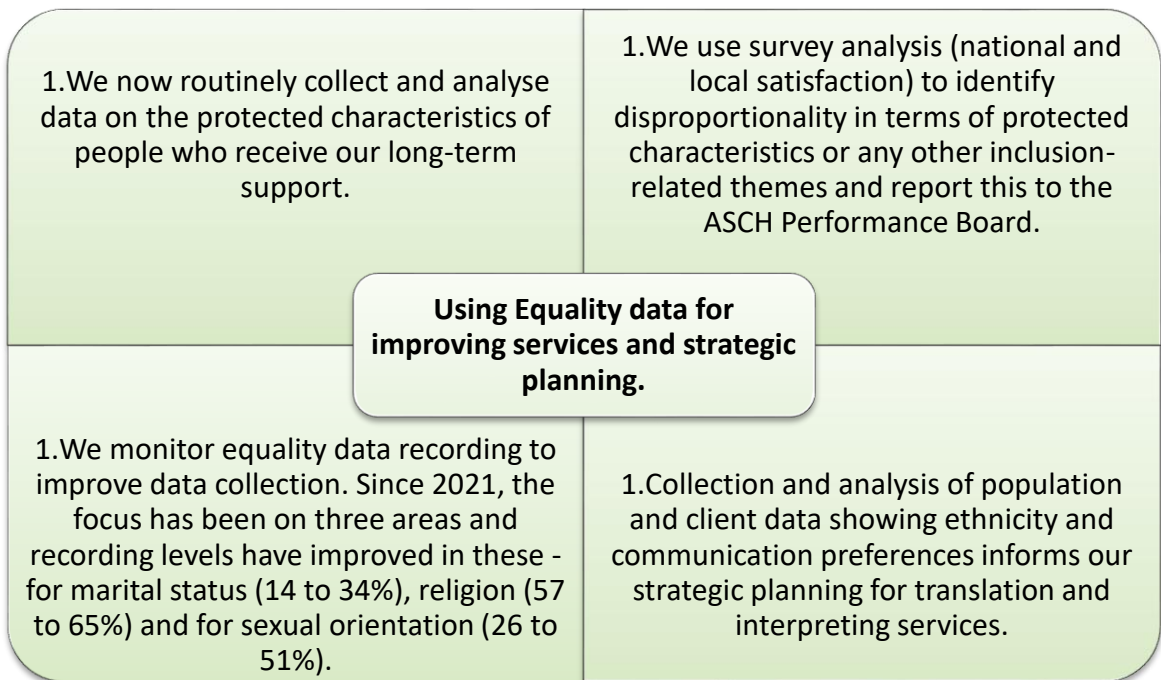 1.We now routinely collect and analyse
data on the protected characteristics of
people who receive our long-term
support.
1.We use survey analysis (national and
local satisfaction) to identify
disproportionality in terms of protected
characteristics or any other inclusion-
related themes and report this to the
ASCH Performance Board.
Using Equality data for
improving services and strategic
planning.
1.We monitor equality data recording to
improve data collection. Since 2021, the
focus has been on three areas and
recording levels have improved in these -
for marital status (14 to 34%), religion (57
to 65%) and for sexual orientation (26 to
51%).
1.Collection and analysis of population
and client data showing ethnicity and
communication preferences informs our
strategic planning for translation and
interpreting services.